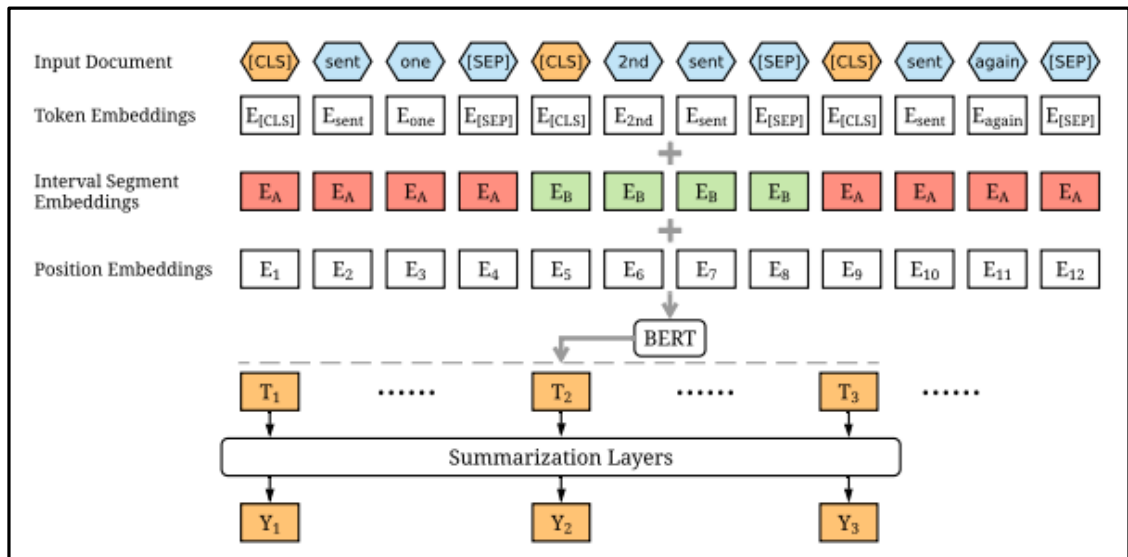 Input Document [CLS] sent one [SEP] [CLS] 2nd sent [SEP] [CLS] sent again [SEP]
Token Embeddings E[CLS] Esent Eone E[SEP] E[CLS] E2nd Esent E[SEP] E[CLS] Esent Eagain E[SEP]
+
Interval Segment
Embeddings EA EA EA EA EB EB EB EB EA EA EA EA
+
Position Embeddings E1 E2 E3 E4 E5 E6 E7 E8 E9 E10 E11 E12
BERT
T1 ...... T2 ...... T3 ......
Summarization Layers
Y1 Y2 Y3